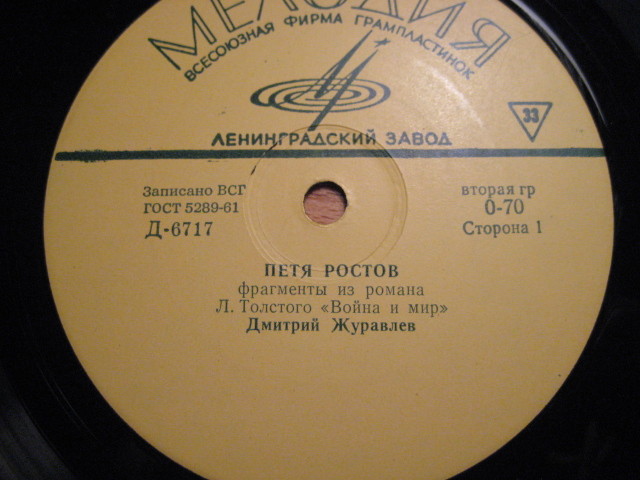 МЕЛОДИЯ
ВСЕСОЮЗНАЯ ФИРМА ГРАМПЛАСТИНОК
33
ЛЕНИНГРАДСКИЙ ЗАВОД
Записано ВСГ
ГОСТ 5289-61
Д-6717
вторая гр
0-70
Сторона 1
ПЕТЯ РОСТОВ
фрагменты из романа
Л. Толстого «Война и мир»
Дмитрий Журавлев